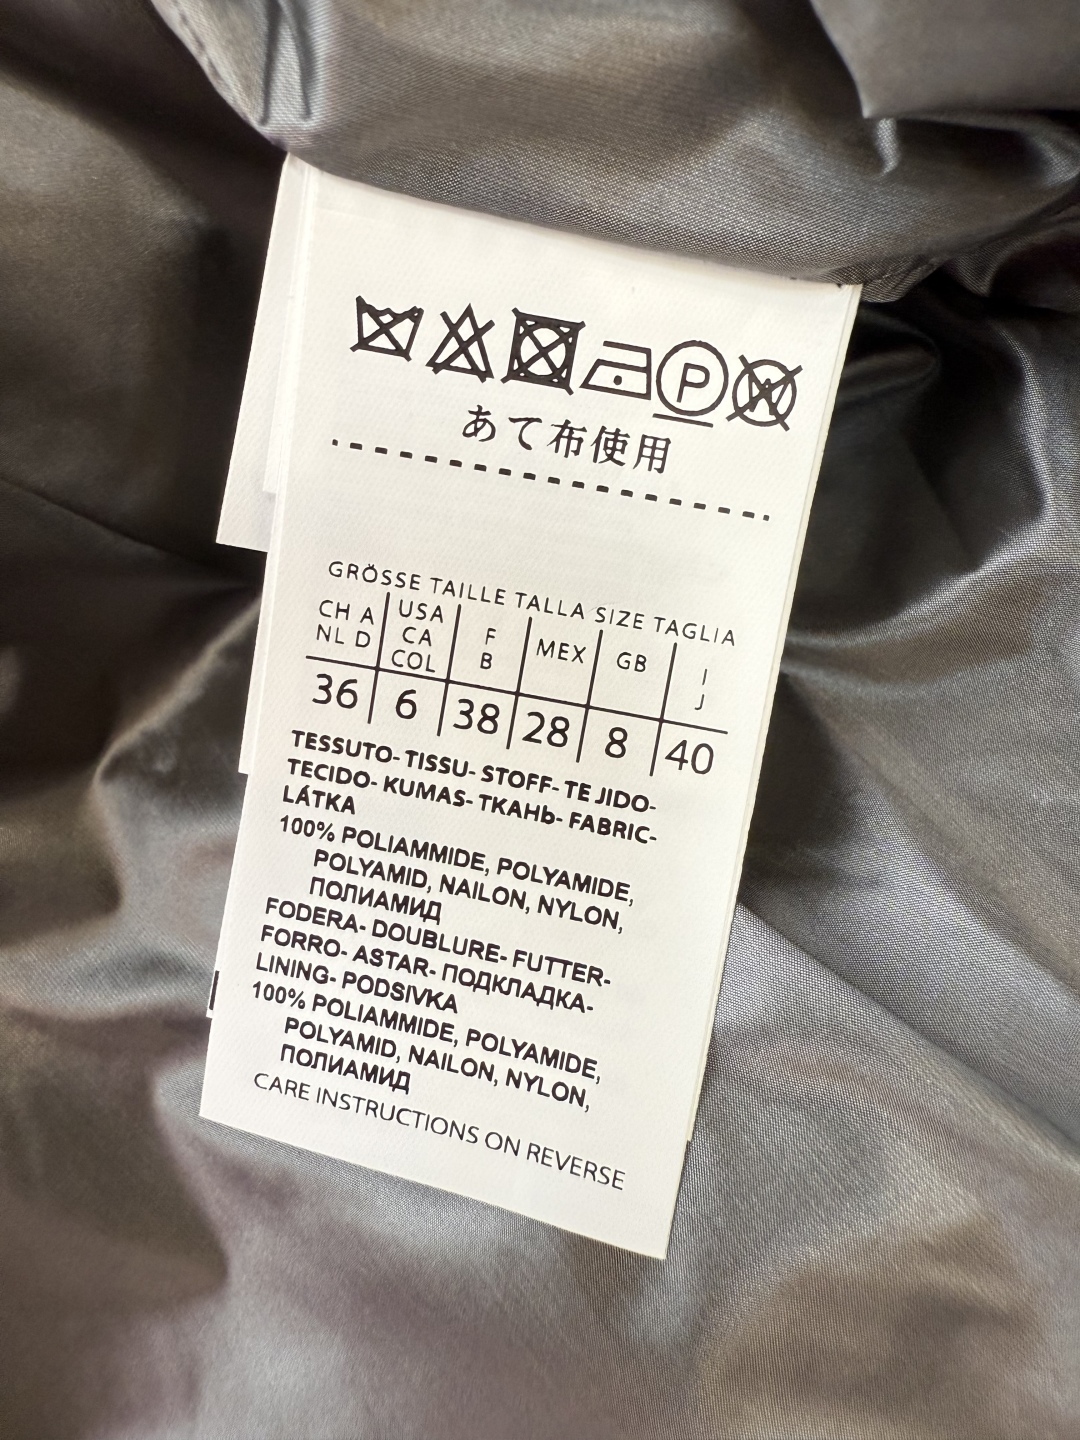 P
W
あて布使用
GRÖSSE TAILLE TALLA SIZE TAGLIA
CH A NL D | USA CA COL | F B | MEX | GB | I J
36 | 6 | 38 | 28 | 8 | 40
TESSUTO- TISSU- STOFF- TEJIDO-
TECIDO- KUMAS- ТКАНЬ- FABRIC-
LÁTKA
100% POLIAMMIDE, POLYAMIDE,
POLYAMID, NAILON, NYLON,
ПОЛИАМИД
FODERA- DOUBLURE- FUTTER-
FORRO- ASTAR- ПОДКЛАДКА-
LINING- PODSIVKA
100% POLIAMMIDE, POLYAMIDE,
POLYAMID, NAILON, NYLON,
ПОЛИАМИД
CARE INSTRUCTIONS ON REVERSE